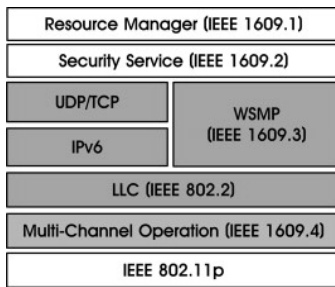 Resource Manager (IEEE 1609.1)
Security Service (IEEE 1609.2)
UDP/TCP
IPv6
WSMP
(IEEE 1609.3)
LLC (IEEE 802.2)
Multi-Channel Operation (IEEE 1609.4)
IEEE 802.11p